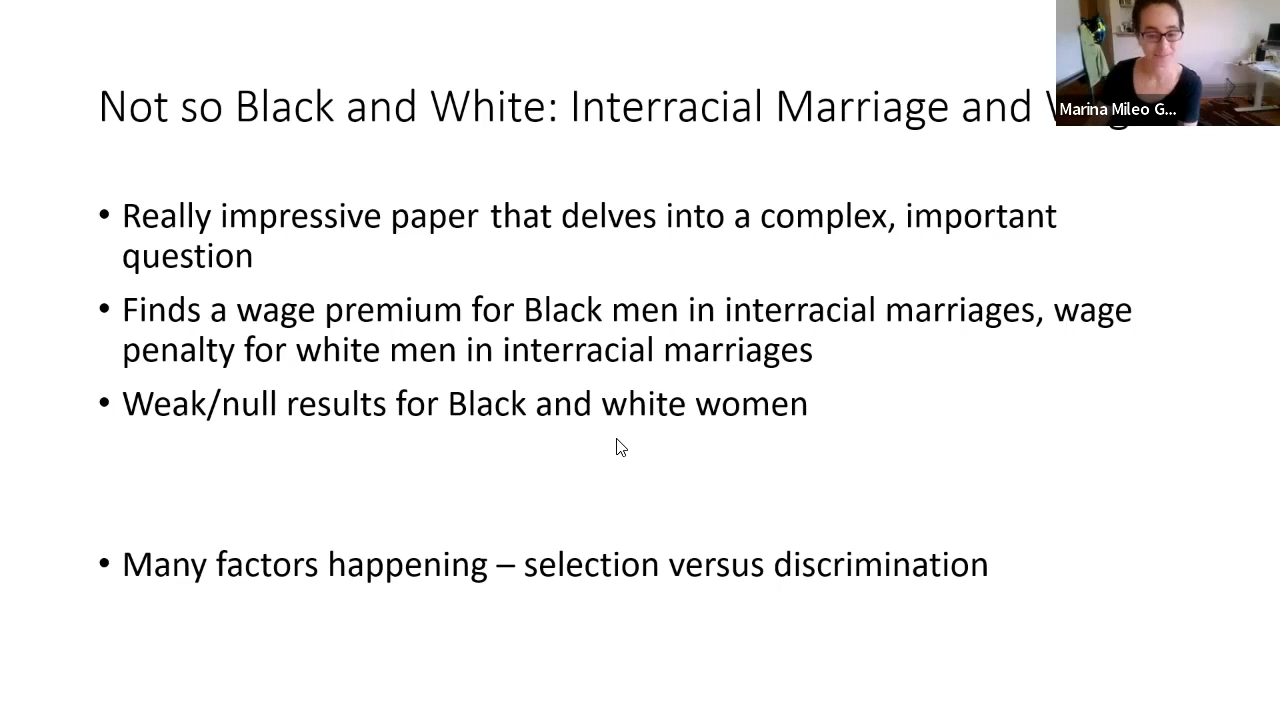 Not so Black and White: Interracial Marriage and
Marina Mileo G...
• Really impressive paper that delves into a complex, important
question
• Finds a wage premium for Black men in interracial marriages, wage
penalty for white men in interracial marriages
• Weak/null results for Black and white women
• Many factors happening – selection versus discrimination